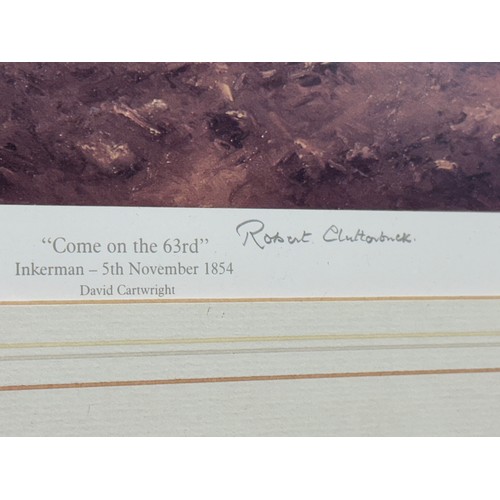 "Come on the 63rd"
Inkerman – 5th November 1854
David Cartwright
Robert Clutterbuck.